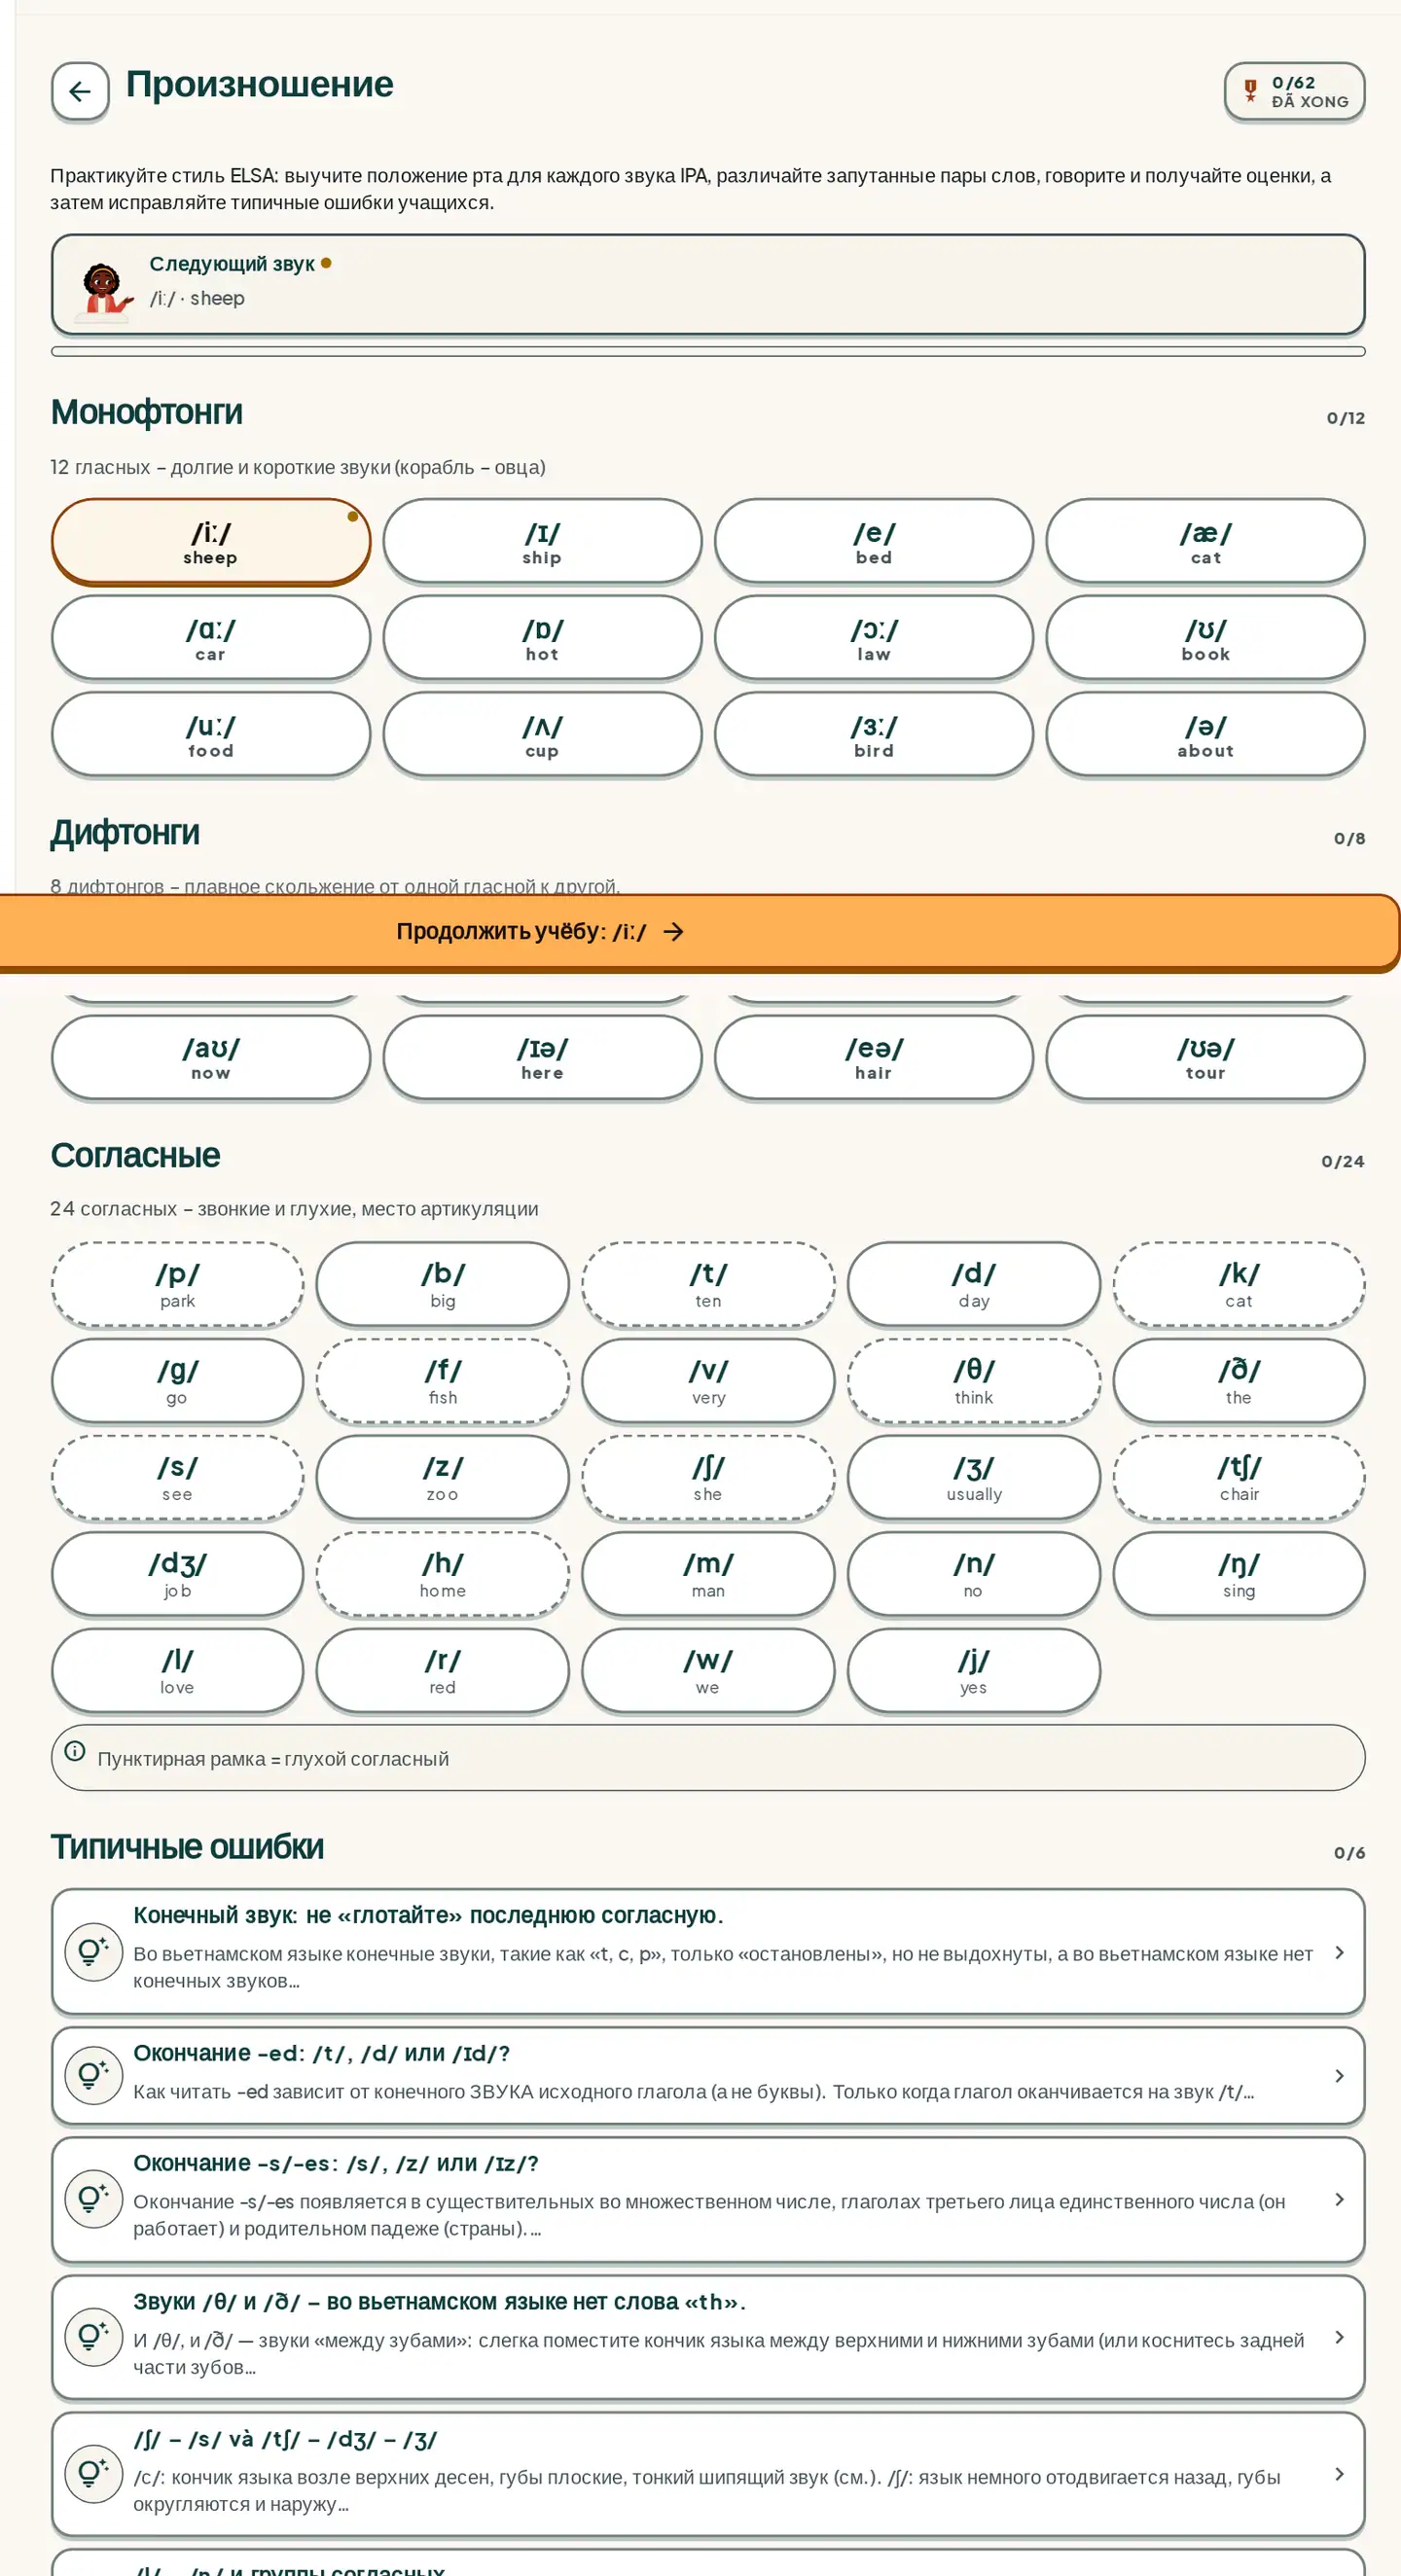 Произношение
0/62
ĐÃ XONG
Практикуйте стиль ELSA: выучите положение рта для каждого звука IPA, различайте запутанные пары слов, говорите и получайте оценки, а
затем исправляйте типичные ошибки учащихся.
Следующий звук
/iː/ · sheep
Монофтонги
0/12
12 гласных – долгие и короткие звуки (корабль – овца)
/iː/
sheep
/ɪ/
ship
/e/
bed
/æ/
cat
/ɑː/
car
/ɒ/
hot
/ɔː/
law
/ʊ/
book
/uː/
food
/ʌ/
cup
/ɜː/
bird
/ə/
about
Дифтонги
0/8
8 дифтонгов – плавное скольжение от одной гласной к другой.
Продолжить учёбу: /iː/
/aʊ/
now
/ɪə/
here
/eə/
hair
/ʊə/
tour
Согласные
0/24
24 согласных – звонкие и глухие, место артикуляции
/p/
park
/b/
big
/t/
ten
/d/
day
/k/
cat
/g/
go
/f/
fish
/v/
very
/θ/
think
/ð/
the
/s/
see
/z/
zoo
/ʃ/
she
/ʒ/
usually
/tʃ/
chair
/dʒ/
job
/h/
home
/m/
man
/n/
no
/ŋ/
sing
/l/
love
/r/
red
/w/
we
/j/
yes
Пунктирная рамка = глухой согласный
Типичные ошибки
0/6
Конечный звук: не «глотайте» последнюю согласную.
Во вьетнамском языке конечные звуки, такие как «t, c, p», только «остановлены», но не выдохнуты, а во вьетнамском языке нет
конечных звуков…
Окончание -ed: /t/, /d/ или /ɪd/?
Как читать -ed зависит от конечного ЗВУКА исходного глагола (а не буквы). Только когда глагол оканчивается на звук /t/…
Окончание -s/-es: /s/, /z/ или /ɪz/?
Окончание -s/-es появляется в существительных во множественном числе, глаголах третьего лица единственного числа (он
работает) и родительном падеже (страны). …
Звуки /θ/ и /ð/ – во вьетнамском языке нет слова «th».
И /θ/, и /ð/ — звуки «между зубами»: слегка поместите кончик языка между верхними и нижними зубами (или коснитесь задней
части зубов…
/ʃ/ – /s/ và /tʃ/ – /dʒ/ – /ʒ/
/с/: кончик языка возле верхних десен, губы плоские, тонкий шипящий звук (см.). /ʃ/: язык немного отодвигается назад, губы
округляются и наружу…
/l/ – /n/ и группы согласных